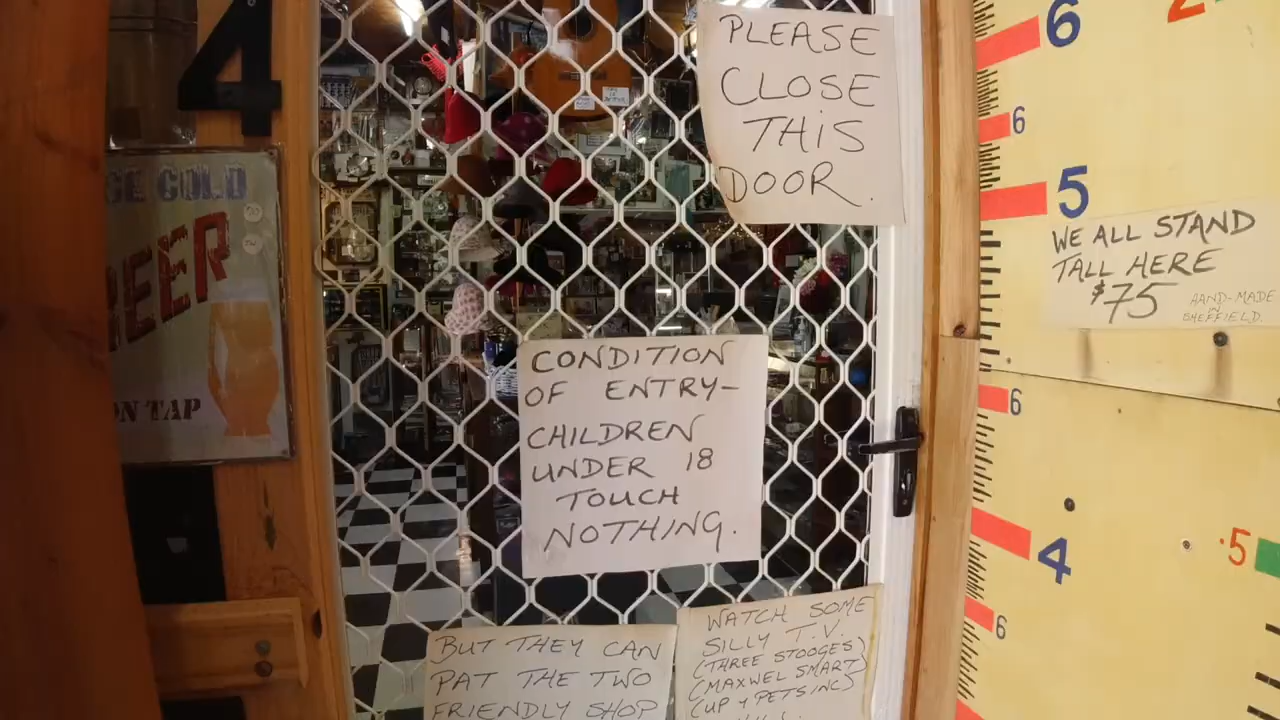 4
GE COLD
BEER
ON TAP
PLEASE
CLOSE
THIS
DOOR.
CONDITION
OF ENTRY-
CHILDREN
UNDER 18
TOUCH
NOTHING.
BUT THEY CAN
PAT THE TWO
FRIENDLY SHOP
WATCH SOME
SILLY T.V.
(THREE STOOGES)
(MAXWEL SMART)
(UP Y PETS INC)
6
6
5
WE ALL STAND
TALL HERE
$75
HAND-MADE
IN
SHEFFIELD.
6
4
.5
6